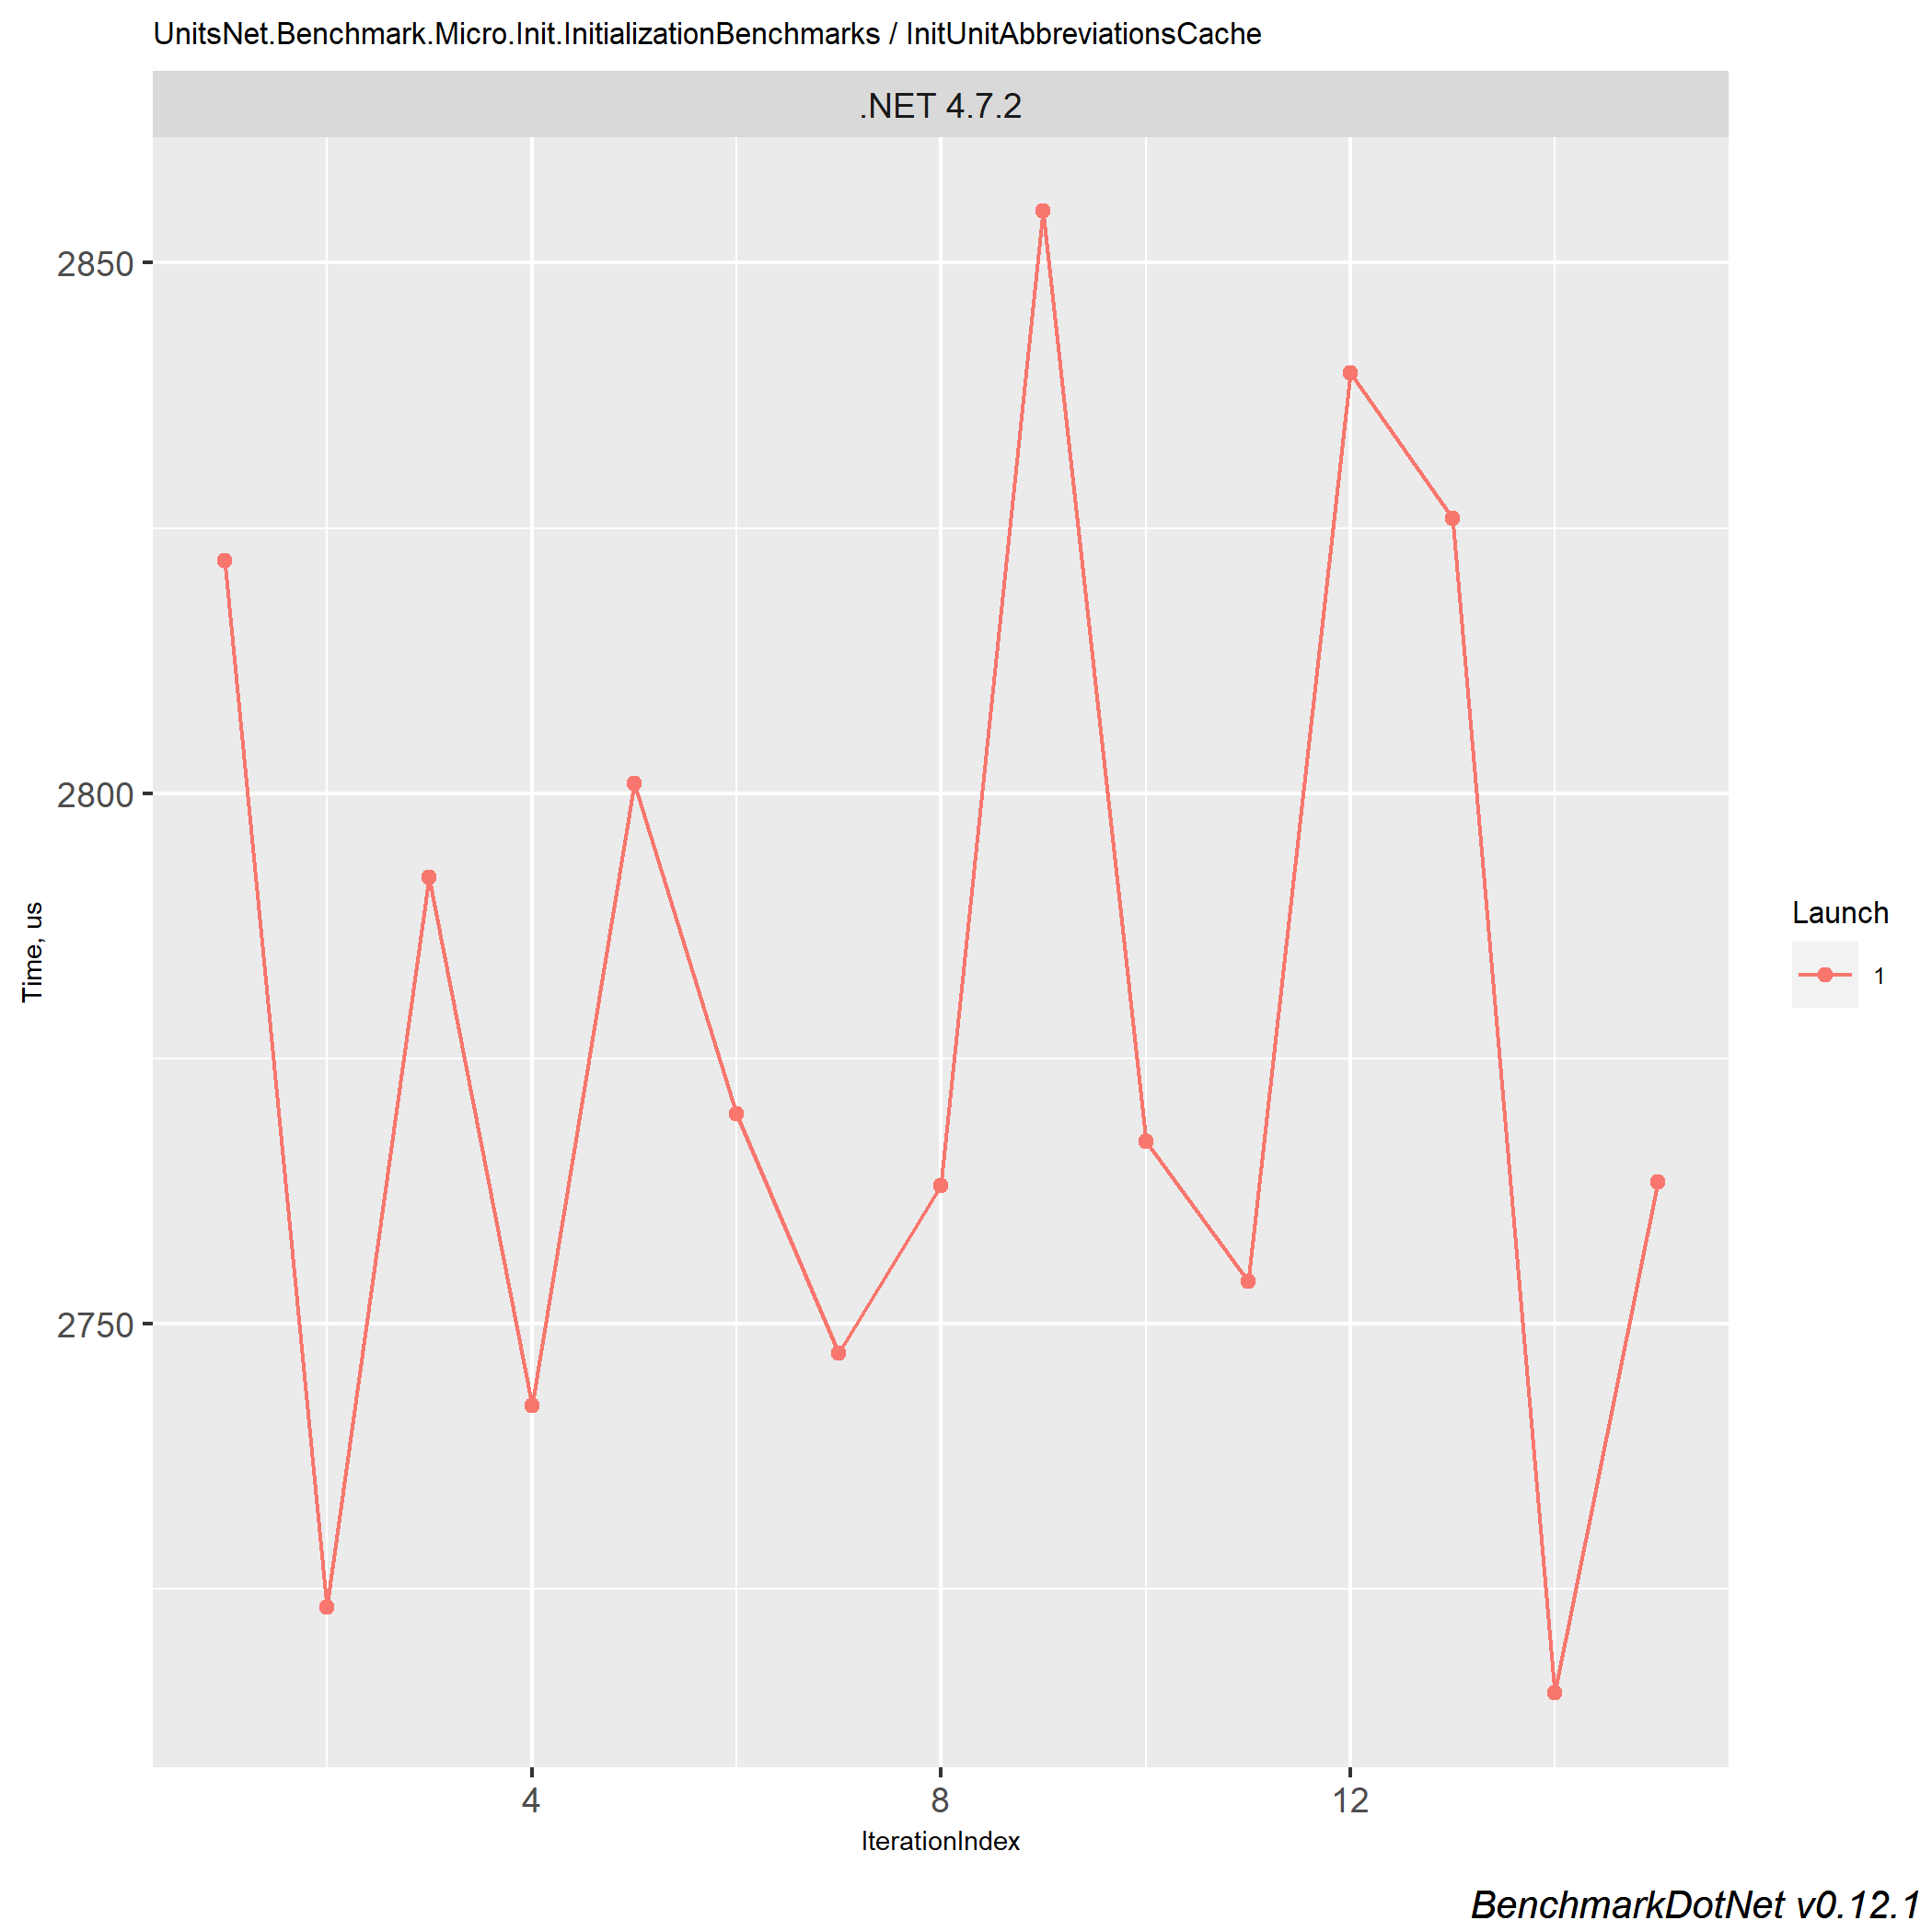 UnitsNet.Benchmark.Micro.Init.InitializationBenchmarks / InitUnitAbbreviationsCache
.NET 4.7.2
2850
2800
2750
Time, us
4
8
12
IterationIndex
Launch
1
BenchmarkDotNet v0.12.1